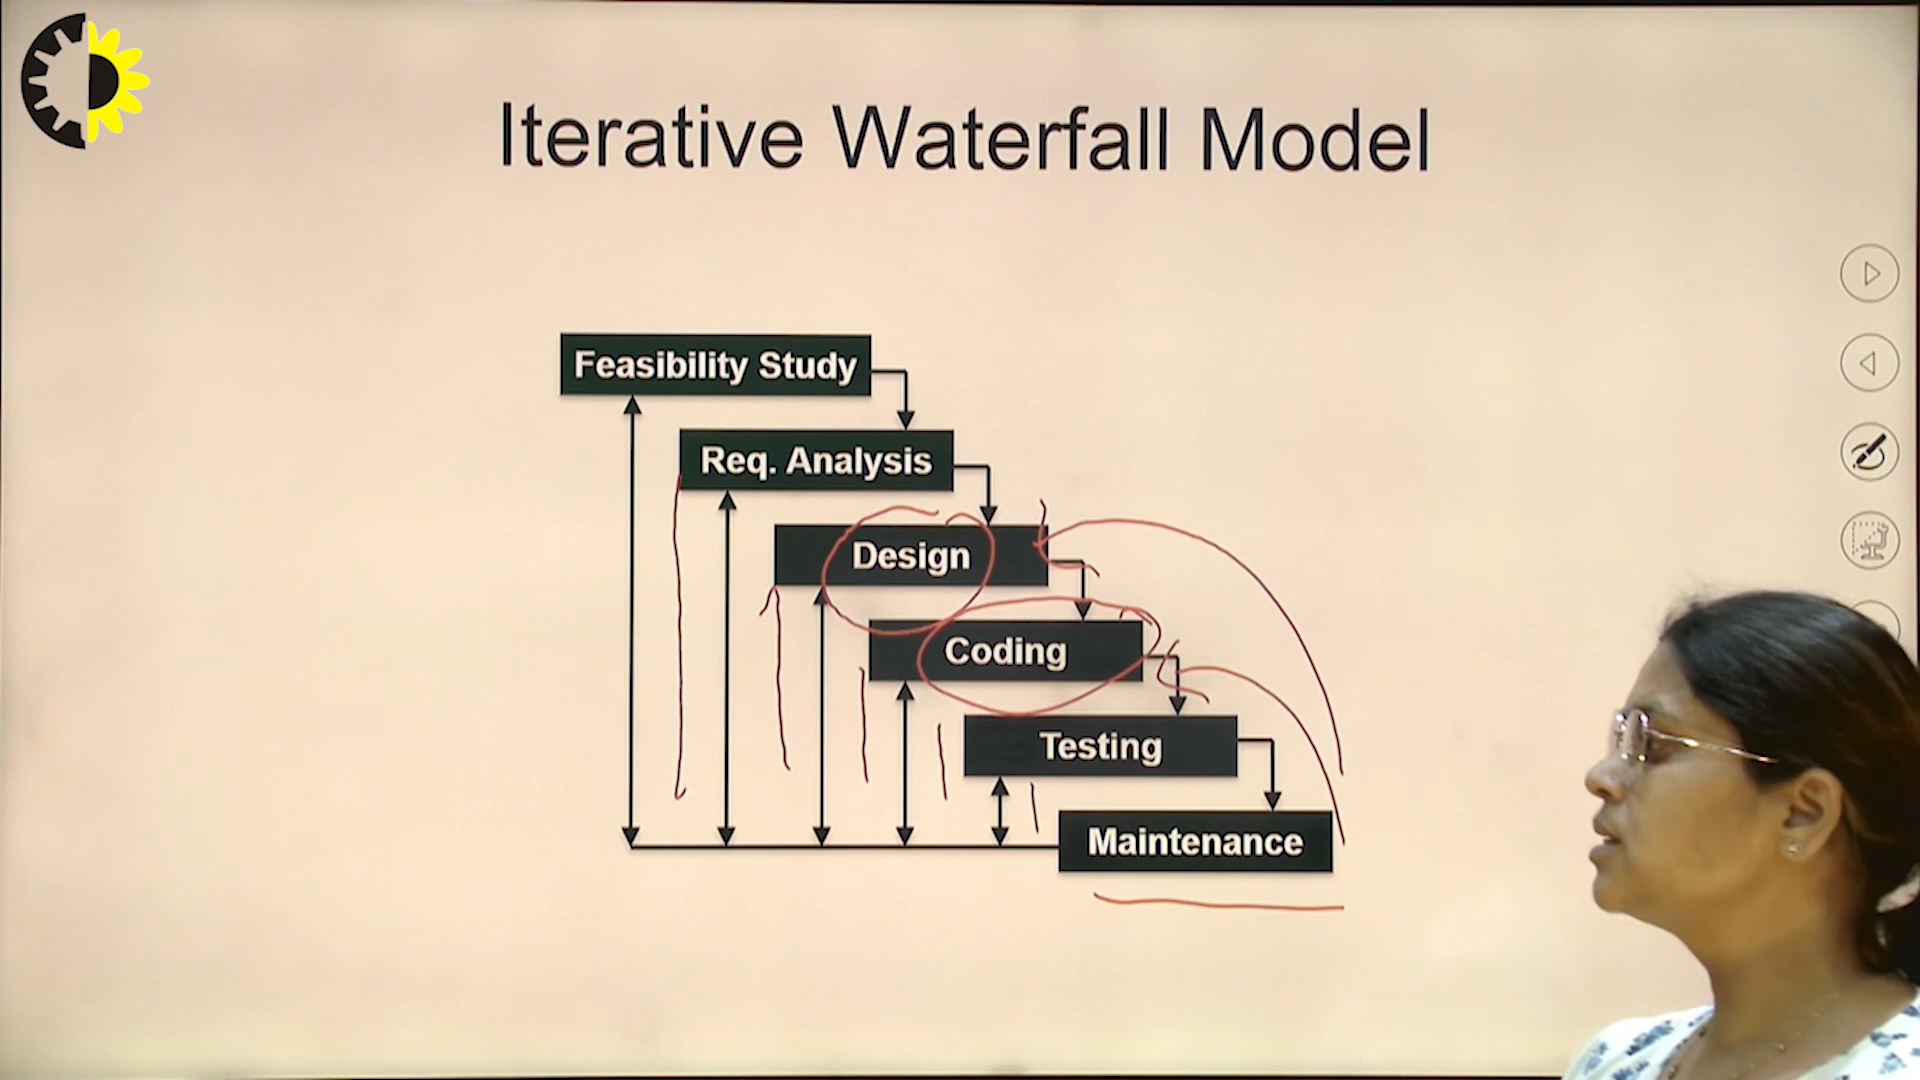 Iterative Waterfall Model
Feasibility Study
Req. Analysis
Design
Coding
Testing
Maintenance